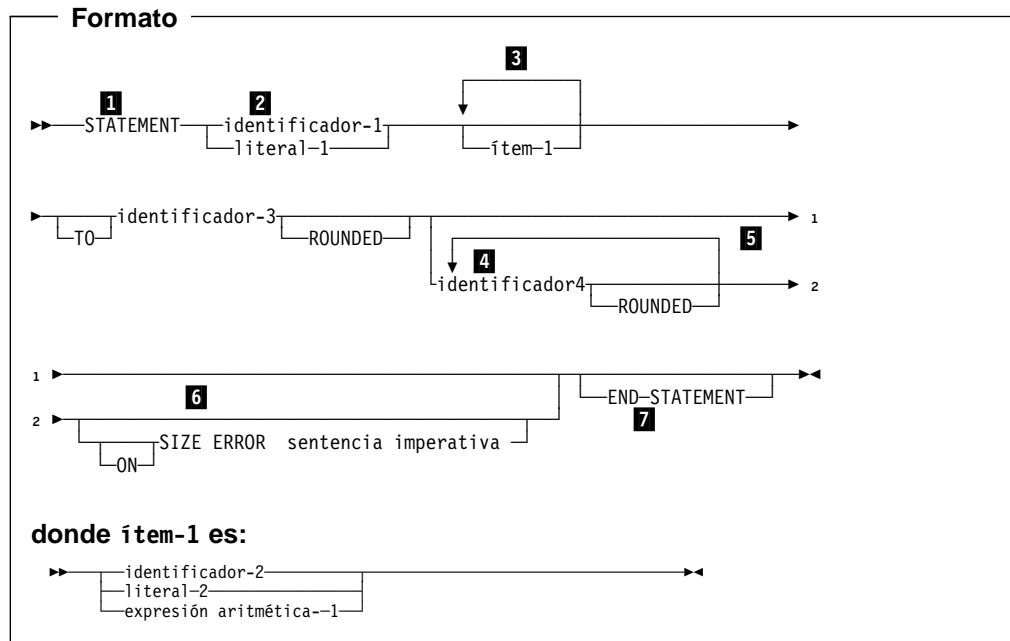 Formato
3
1 2
STATEMENT identificador-1
literal-1 ítem-1
identificador-3 1
TO ROUNDED
4 5
identificador4 2
ROUNDED
1
6 END-STATEMENT
2 7
SIZE ERROR sentencia imperativa
ON
donde ítem-1 es:
identificador-2
literal-2
expresión aritmética--1